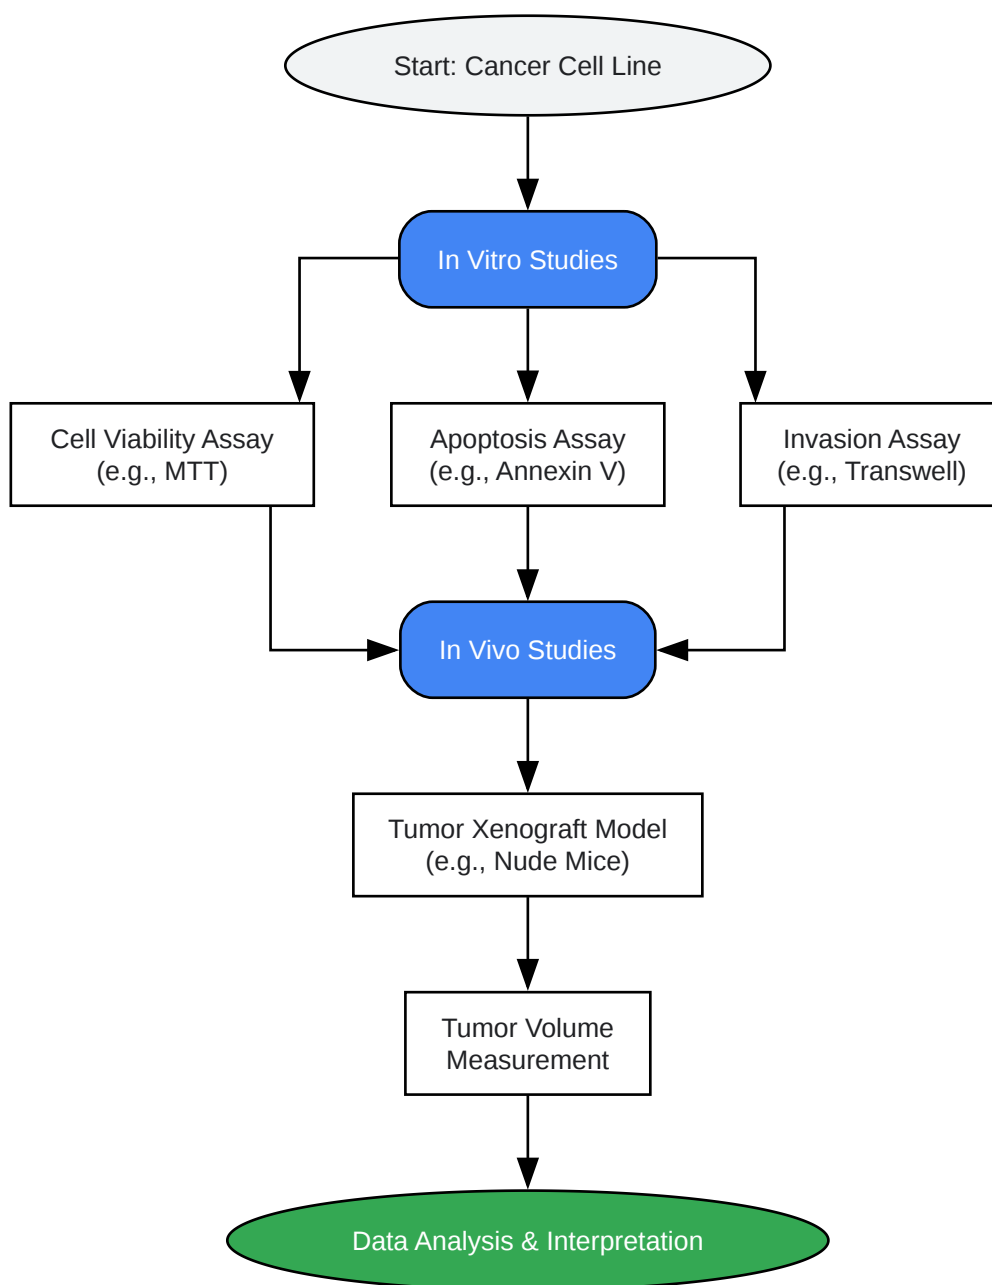 Start: Cancer Cell Line
In Vitro Studies
Cell Viability Assay
(e.g., MTT)
Apoptosis Assay
(e.g., Annexin V)
Invasion Assay
(e.g., Transwell)
In Vivo Studies
Tumor Xenograft Model
(e.g., Nude Mice)
Tumor Volume
Measurement
Data Analysis & Interpretation